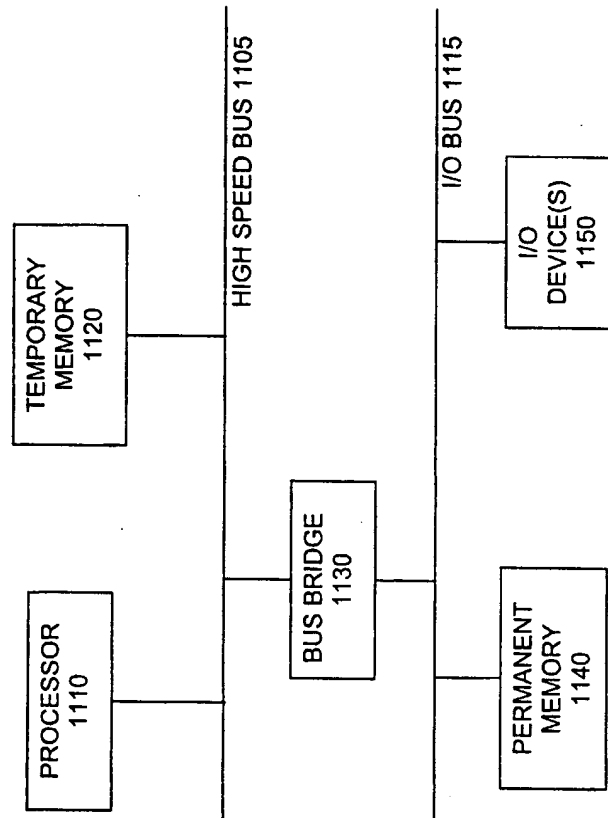 PROCESSOR
1110
TEMPORARY
MEMORY
1120
HIGH SPEED BUS 1105
BUS BRIDGE
1130
I/O BUS 1115
PERMANENT
MEMORY
1140
I/O
DEVICE(S)
1150